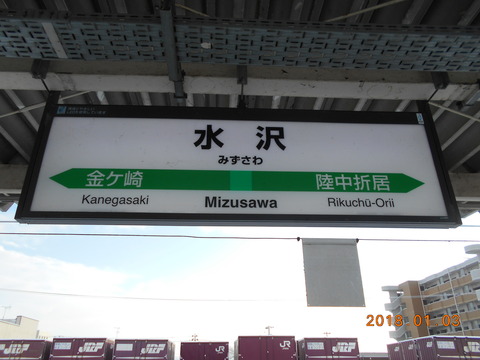 水沢
みずさわ
金ケ崎 陸中折居
Kanegasaki Mizusawa Rikuchū-Orii
2018.01.03
JR